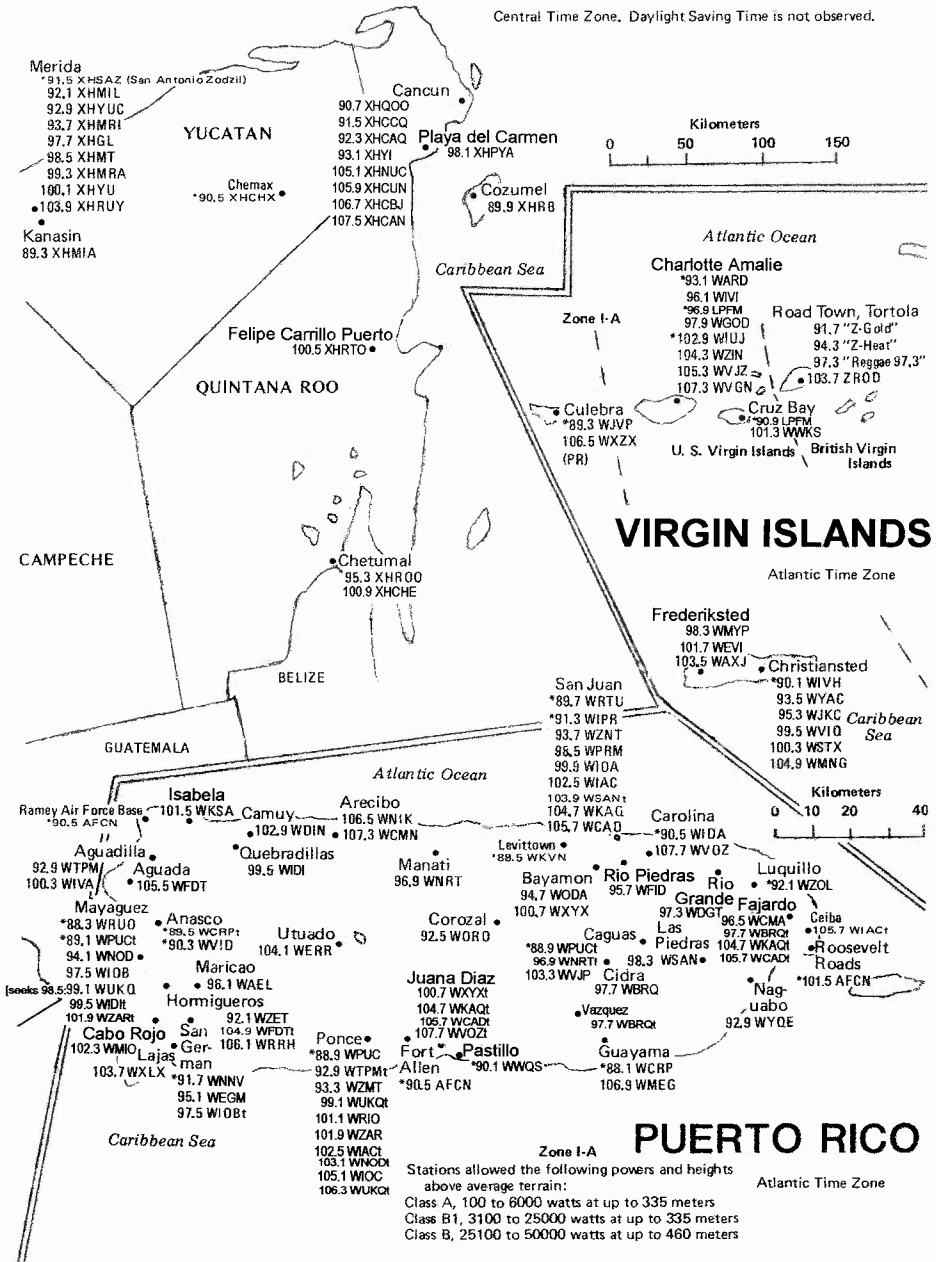 Central Time Zone. Daylight Saving Time is not observed.
Merida
*91.5 XHSAZ (San Antonio Zodzil)
92.1 XHMIL
92.9 XHYUC
93.7 XHMRI
97.7 XHGL
98.5 XHMT
99.3 XHMRA
100.1 XHYU
103.9 XHRUY
Kanasin
89.3 XHMIA
YUCATAN
Chemax
*90.5 XHCHX
Cancun
90.7 XHQOO
91.5 XHCCQ
92.3 XHCAQ
93.1 XHYI
105.1 XHNUC
105.9 XHCUN
106.7 XHCBJ
107.5 XHCAN
Playa del Carmen
98.1 XHPYA
Cozumel
89.9 XHRB
Caribbean Sea
Felipe Carrillo Puerto
100.5 XHRTO
QUINTANA ROO
CAMPECHE
Chetumal
95.3 XHROO
100.9 XHCHE
BELIZE
GUATEMALA
Kilometers
0 50 100 150
Atlantic Ocean
Zone I-A
Charlotte Amalie
*93.1 WARD
96.1 WIVI
*96.9 LPFM
97.9 WGOD
*102.9 WIUJ
104.3 WZIN
105.3 WVJZ
107.3 WVGN
Road Town, Tortola
91.7 "Z-Gold"
94.3 "Z-Heat"
97.3 "Reggae 97.3"
103.7 ZROD
Culebra
*89.3 WJVP
106.5 WXZX
(PR)
Cruz Bay
*90.9 LPFM
101.3 WWKS
U. S. Virgin Islands
British Virgin
Islands
VIRGIN ISLANDS
Atlantic Time Zone
Frederiksted
98.3 WMYP
101.7 WEVI
103.5 WAXJ
Christiansted
*90.1 WIVH
93.5 WYAC
95.3 WJKC
99.5 WVIQ
100.3 WSTX
104.9 WMNG
Caribbean
Sea
Kilometers
0 10 20 40
San Juan
*89.7 WRTU
*91.3 WIPR
93.7 WZNT
98.5 WPRM
99.9 WIOA
102.5 WIAC
103.9 WSANt
104.7 WKAQ
105.7 WCAD
Atlantic Ocean
Ramey Air Force Base
*90.5 AFCN
Isabela
101.5 WKSA
Camuy
102.9 WDIN
Arecibo
106.5 WNIK
107.3 WCMN
Quebradillas
99.5 WIDI
Manati
96.9 WNRT
Levittown
*88.5 WKVN
Carolina
*90.5 WIDA
107.7 WVOZ
Aguadilla
92.9 WTPM
100.3 WIVA
Aguada
105.5 WFDT
Bayamon
94.7 WODA
100.7 WXYX
Rio Piedras
95.7 WFID
Rio
Grande
97.3 WDGT
Luquillo
*92.1 WZOL
Fajardo
96.5 WCMA
97.7 WBRQt
104.7 WKAQt
105.7 WCADt
Ceiba
105.7 WIACt
Roosevelt
Roads
*101.5 AFCN
Mayaguez
*88.3 WRUO
*89.1 WPUCt
94.1 WNOD
97.5 WIOB
[seeks 98.5:99.1 WUKQ
99.5 WIDIt
101.9 WZARt
Anasco
*89.5 WCRPt
*90.3 WVID
Utuado
104.1 WERR
Corozal
92.5 WORO
Caguas
*88.9 WPUCt
96.9 WNRTt
103.3 WVJP
Las
Piedras
98.3 WSAN
Cidra
97.7 WBRQ
Maricao
96.1 WAEL
Hormigueros
92.1 WZET
104.9 WFDTt
106.1 WRRH
Juana Diaz
100.7 WXYXt
104.7 WKAQt
105.7 WCADt
107.7 WVOZt
Vazquez
97.7 WBRQt
Nag-
uabo
92.9 WYQE
Cabo Rojo
102.3 WMIO
Lajas
103.7 WXLX
San
Ger-
man
*91.7 WNNV
95.1 WEGM
97.5 WIOBt
Ponce
*88.9 WPUC
92.9 WTPMt
93.3 WZMT
99.1 WUKQt
101.1 WRIO
101.9 WZAR
102.5 WIACt
103.1 WNODt
105.1 WIOC
106.3 WUKQt
Fort
Allen
*90.5 AFCN
Pastillo
*90.1 WWQS
Guayama
*88.1 WCRP
106.9 WMEG
Caribbean Sea
PUERTO RICO
Atlantic Time Zone
Zone I-A
Stations allowed the following powers and heights
above average terrain:
Class A, 100 to 6000 watts at up to 335 meters
Class B1, 3100 to 25000 watts at up to 335 meters
Class B, 25100 to 50000 watts at up to 460 meters